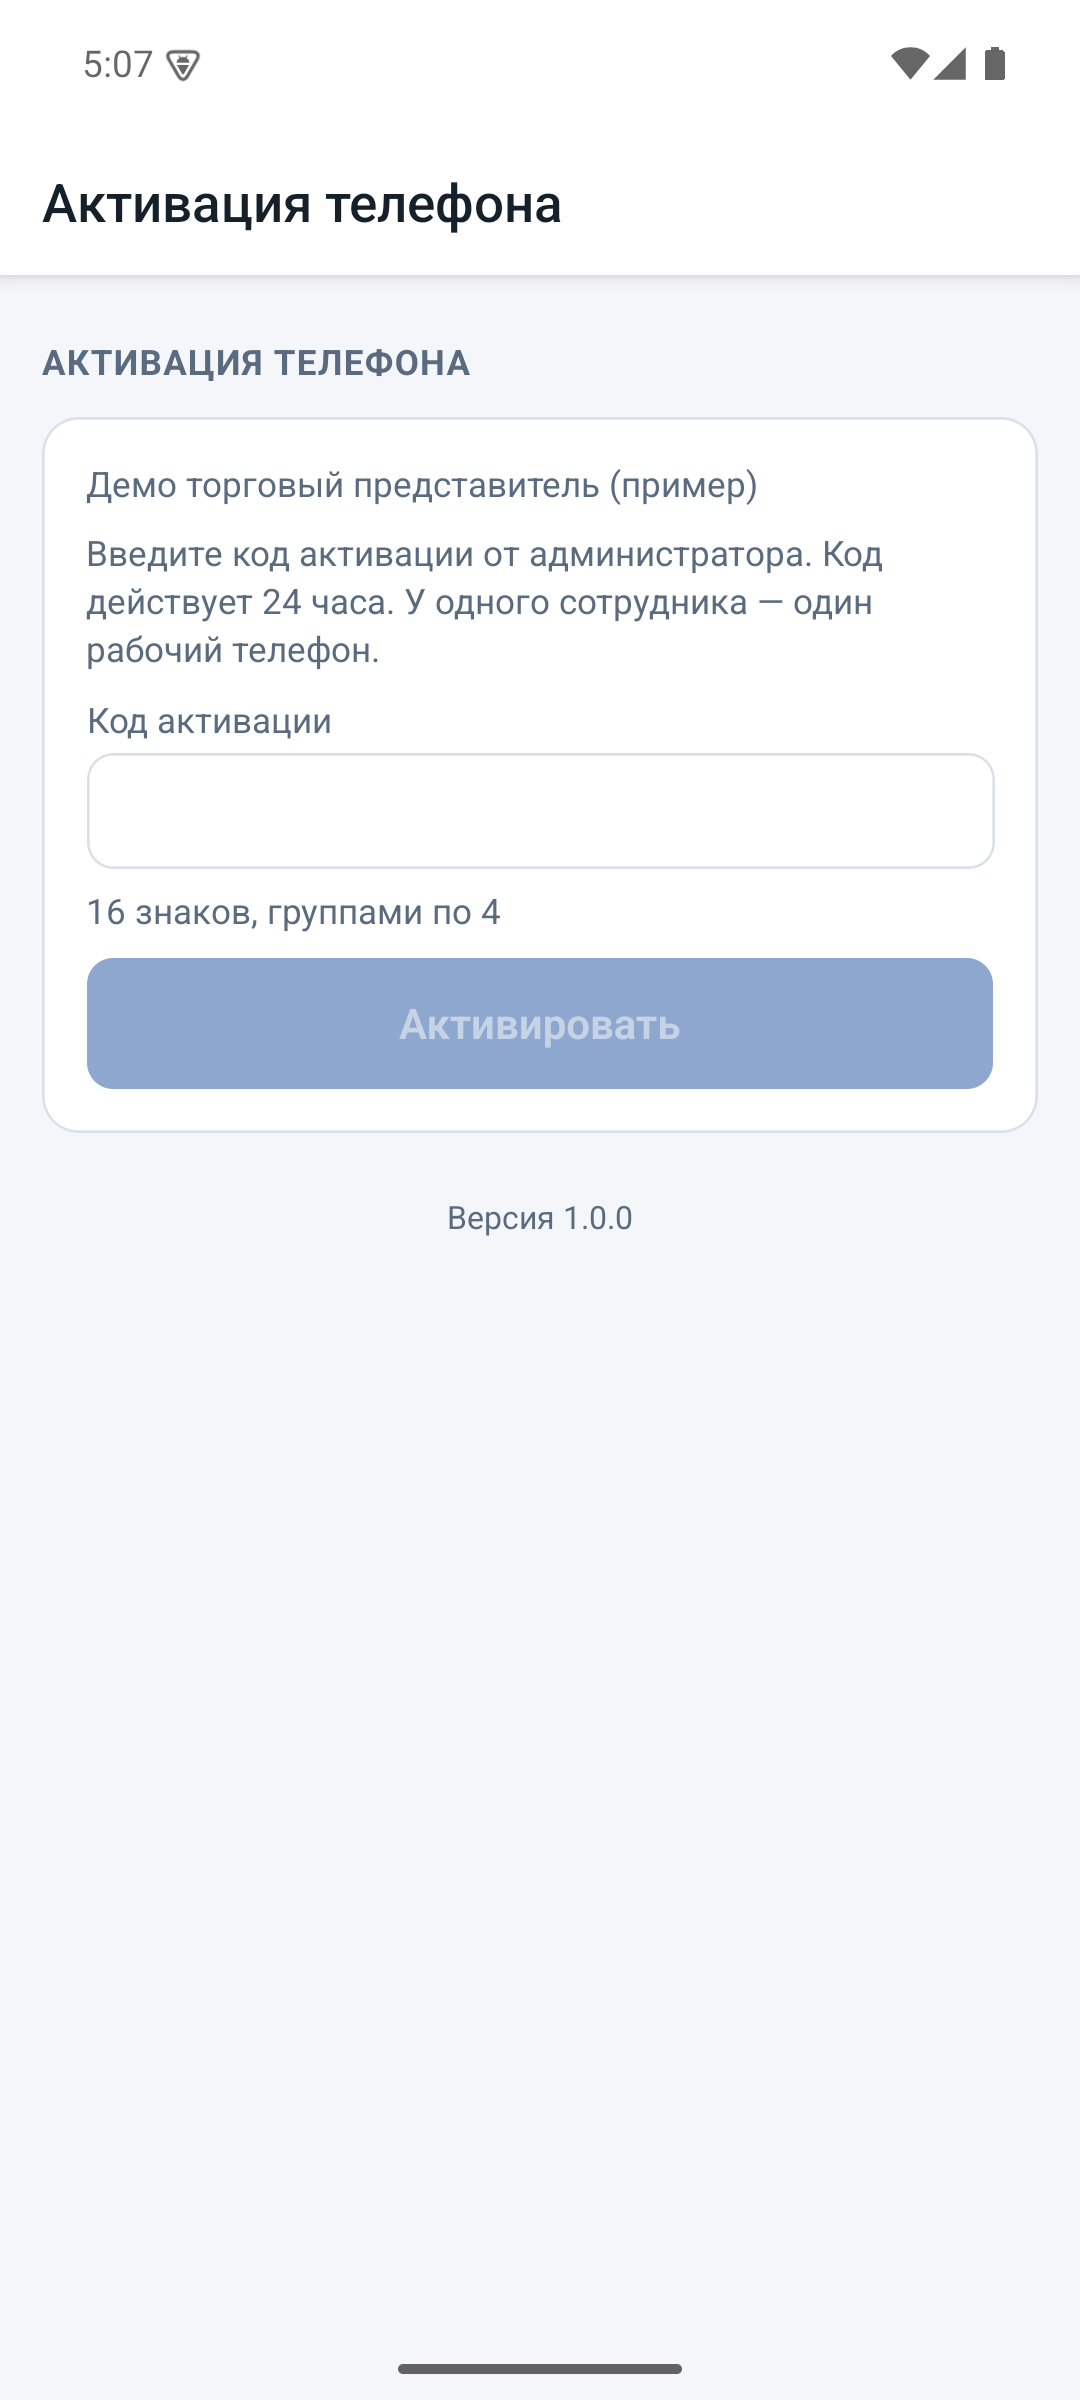 5:07
Активация телефона
АКТИВАЦИЯ ТЕЛЕФОНА
Демо торговый представитель (пример)
Введите код активации от администратора. Код
действует 24 часа. У одного сотрудника — один
рабочий телефон.
Код активации
16 знаков, группами по 4
Активировать
Версия 1.0.0